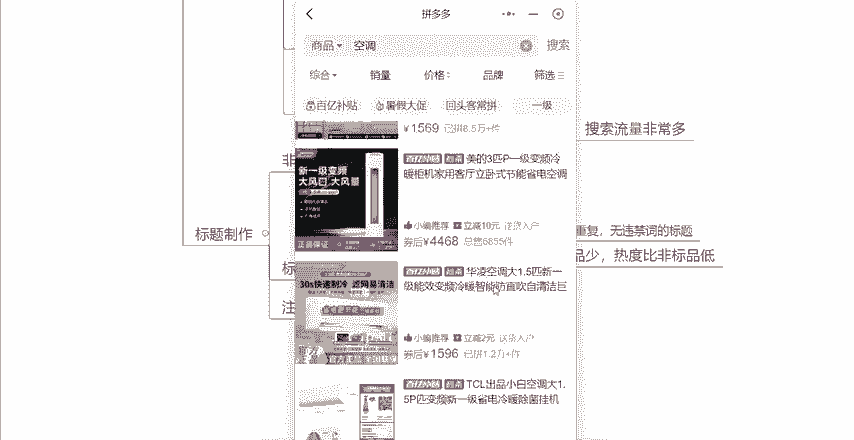 拼多多
商品 空调
搜索
综合 销量 价格 品牌 筛选
百亿补贴 暑假大促 回头客常拼 一级
¥1569 已拼8.5万+件
搜索流量非常多
非
新一级变频
大风口 大风量
正品保证
百亿补贴 美的3匹P一级变频冷
暖柜机家用客厅立卧式节能省电空调
小编推荐 立减10元 送货入户
券后¥4468 总售6855件
标题制作
重复，无违禁词的标题
品少，热度比非标品低
标
注
30s快速制冷 滤网易清洁
百亿补贴 华凌空调大1.5匹新一
级能效变频冷暖智能防直吹自清洁巨
小编推荐 立减2元 送货入户
券后¥1596 已拼1.2万+件
百亿补贴 TCL出品小白空调大1.
5P匹变频新一级省电冷暖除菌挂机